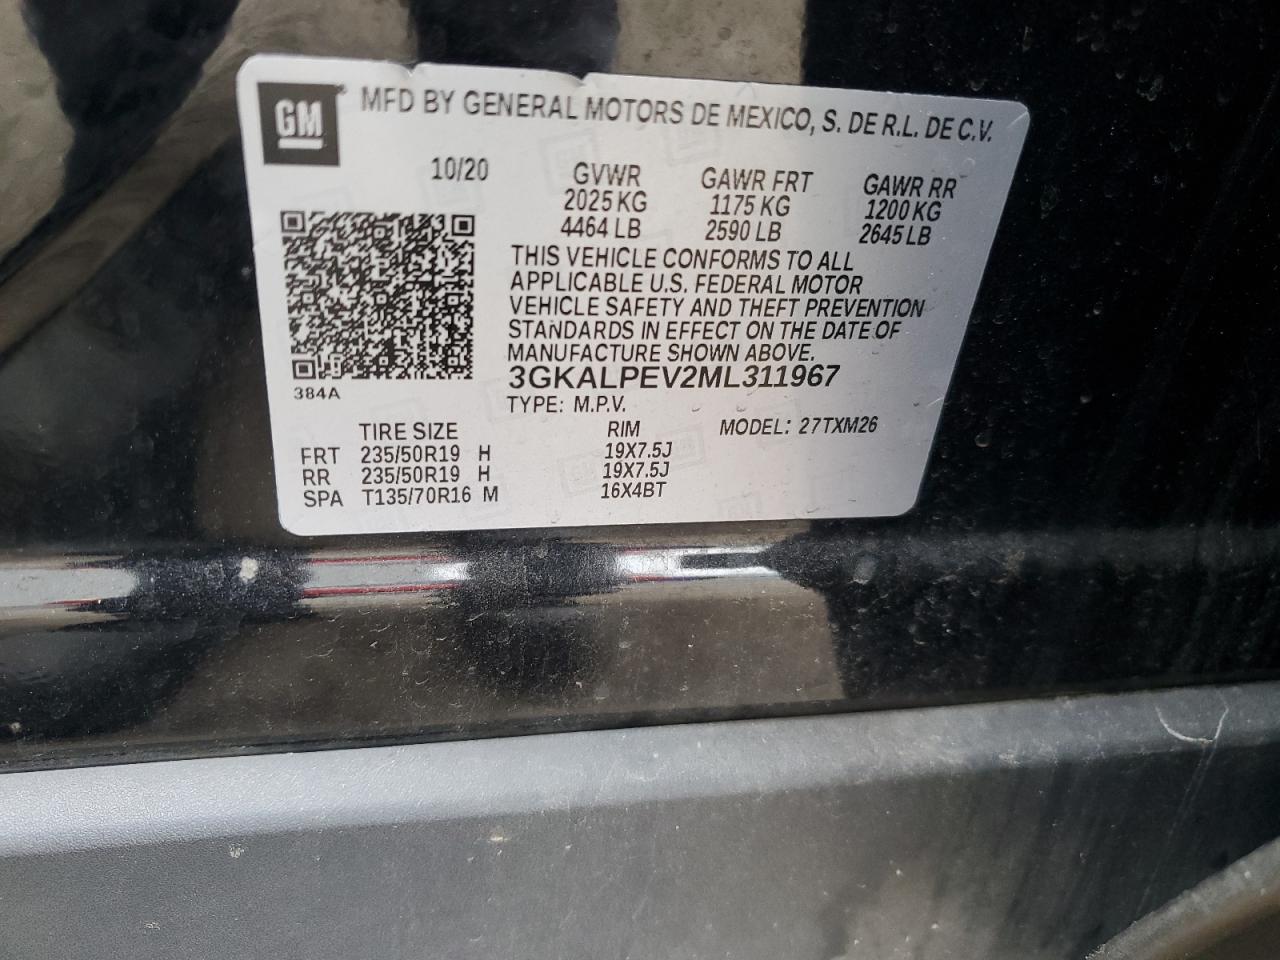 GM MFD BY GENERAL MOTORS DE MEXICO, S. DE R.L. DE C.V.
10/20 GVWR GAWR FRT GAWR RR
2025 KG 1175 KG 1200 KG
4464 LB 2590 LB 2645 LB
THIS VEHICLE CONFORMS TO ALL
APPLICABLE U.S. FEDERAL MOTOR
VEHICLE SAFETY AND THEFT PREVENTION
STANDARDS IN EFFECT ON THE DATE OF
MANUFACTURE SHOWN ABOVE.
384A
3GKALPEV2ML311967
TYPE: M.P.V.
TIRE SIZE RIM MODEL: 27TXM26
FRT 235/50R19 H 19X7.5J
RR 235/50R19 H 19X7.5J
SPA T135/70R16 M 16X4BT